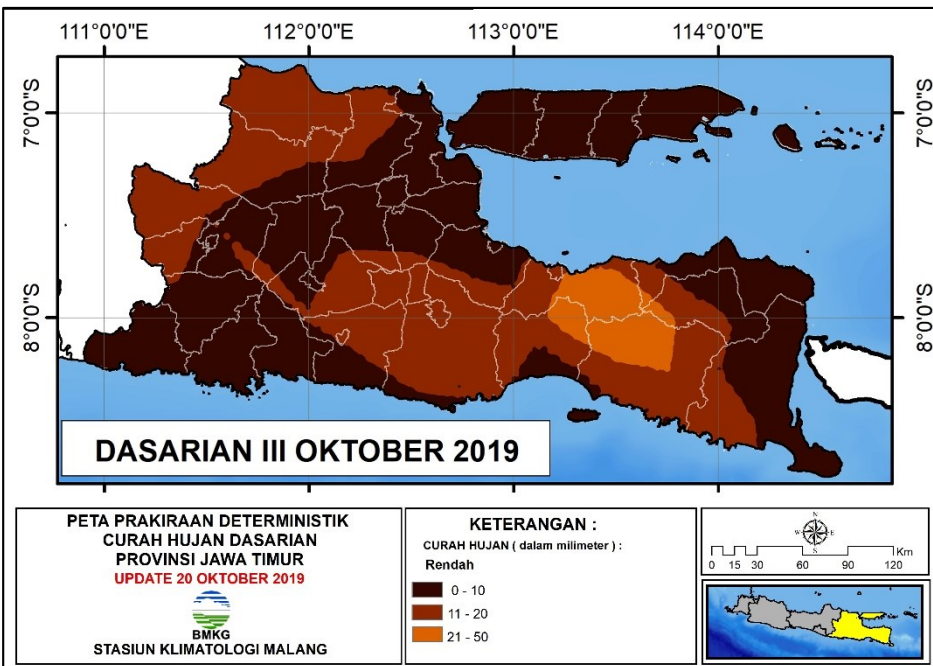 111°0'0"E 112°0'0"E 113°0'0"E 114°0'0"E
7°0'0"S 7°0'0"S
8°0'0"S 8°0'0"S
DASARIAN III OKTOBER 2019
PETA PRAKIRAAN DETERMINISTIK
CURAH HUJAN DASARIAN
PROVINSI JAWA TIMUR
UPDATE 20 OKTOBER 2019
BMKG
STASIUN KLIMATOLOGI MALANG
KETERANGAN :
CURAH HUJAN ( dalam milimeter ) :
Rendah
0 - 10
11 - 20
21 - 50
N
W E
S
Km
0 15 30 60 90 120